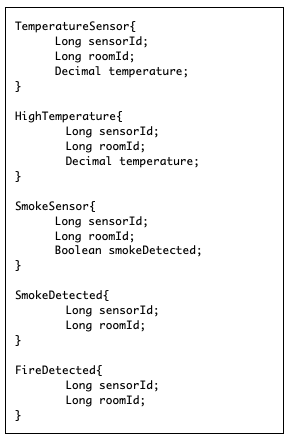 TemperatureSensor{
Long sensorId;
Long roomId;
Decimal temperature;
}
HighTemperature{
Long sensorId;
Long roomId;
Decimal temperature;
}
SmokeSensor{
Long sensorId;
Long roomId;
Boolean smokeDetected;
}
SmokeDetected{
Long sensorId;
Long roomId;
}
FireDetected{
Long sensorId;
Long roomId;
}